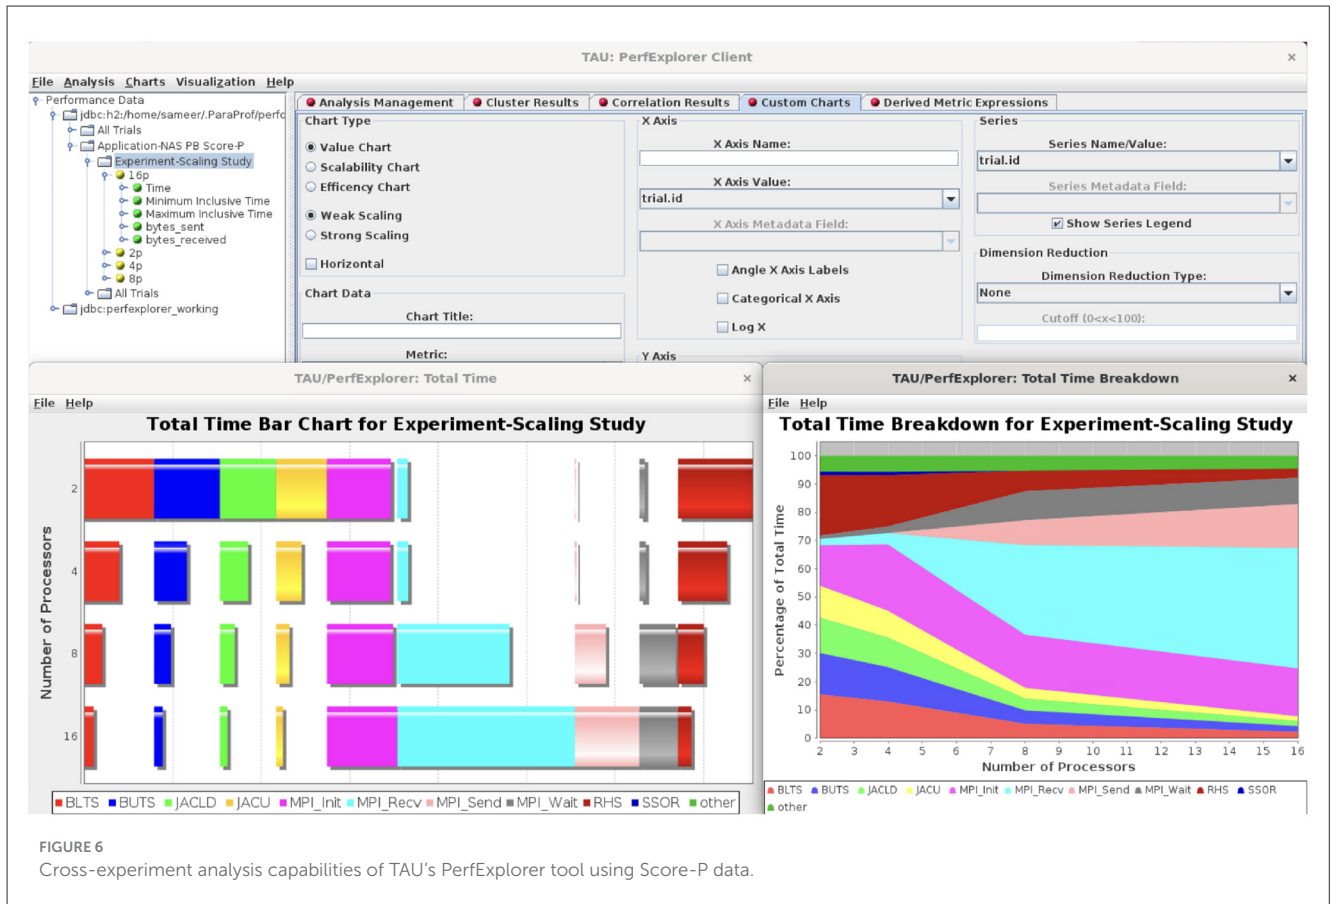 TAU: PerfExplorer Client
×
File Analysis Charts Visualization Help
Performance Data
jdbc:h2:/home/sameer/.ParaProf/perfc
All Trials
Application-NAS PB Score-P
Experiment-Scaling Study
16p
Time
Minimum Inclusive Time
Maximum Inclusive Time
bytes_sent
bytes_received
2p
4p
8p
All Trials
jdbc:perfexplorer_working
Analysis Management Cluster Results Correlation Results Custom Charts Derived Metric Expressions
Chart Type
Value Chart
Scalability Chart
Efficency Chart
Weak Scaling
Strong Scaling
Horizontal
Chart Data
Chart Title:
Metric:
X Axis
X Axis Name:
X Axis Value:
trial.id
X Axis Metadata Field:
Angle X Axis Labels
Categorical X Axis
Log X
Y Axis
Series
Series Name/Value:
trial.id
Series Metadata Field:
Show Series Legend
Dimension Reduction
Dimension Reduction Type:
None
Cutoff (0<x<100):
TAU/PerfExplorer: Total Time
×
File Help
Total Time Bar Chart for Experiment-Scaling Study
Number of Processors
2
4
8
16
BLTS BUTS JACLD JACU MPI_Init MPI_Recv MPI_Send MPI_Wait RHS SSOR other
TAU/PerfExplorer: Total Time Breakdown
×
File Help
Total Time Breakdown for Experiment-Scaling Study
Percentage of Total Time
100
90
80
70
60
50
40
30
20
10
0
2 3 4 5 6 7 8 9 10 11 12 13 14 15 16
Number of Processors
BLTS BUTS JACLD JACU MPI_Init MPI_Recv MPI_Send MPI_Wait RHS SSOR
other
FIGURE 6
Cross-experiment analysis capabilities of TAU's PerfExplorer tool using Score-P data.